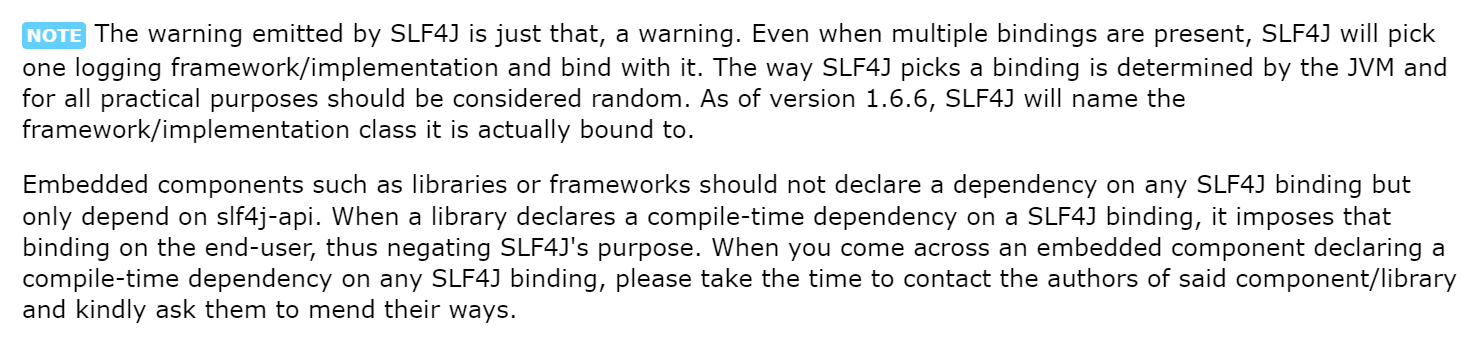 NOTE The warning emitted by SLF4J is just that, a warning. Even when multiple bindings are present, SLF4J will pick
one logging framework/implementation and bind with it. The way SLF4J picks a binding is determined by the JVM and
for all practical purposes should be considered random. As of version 1.6.6, SLF4J will name the
framework/implementation class it is actually bound to.
Embedded components such as libraries or frameworks should not declare a dependency on any SLF4J binding but
only depend on slf4j-api. When a library declares a compile-time dependency on a SLF4J binding, it imposes that
binding on the end-user, thus negating SLF4J's purpose. When you come across an embedded component declaring a
compile-time dependency on any SLF4J binding, please take the time to contact the authors of said component/library
and kindly ask them to mend their ways.